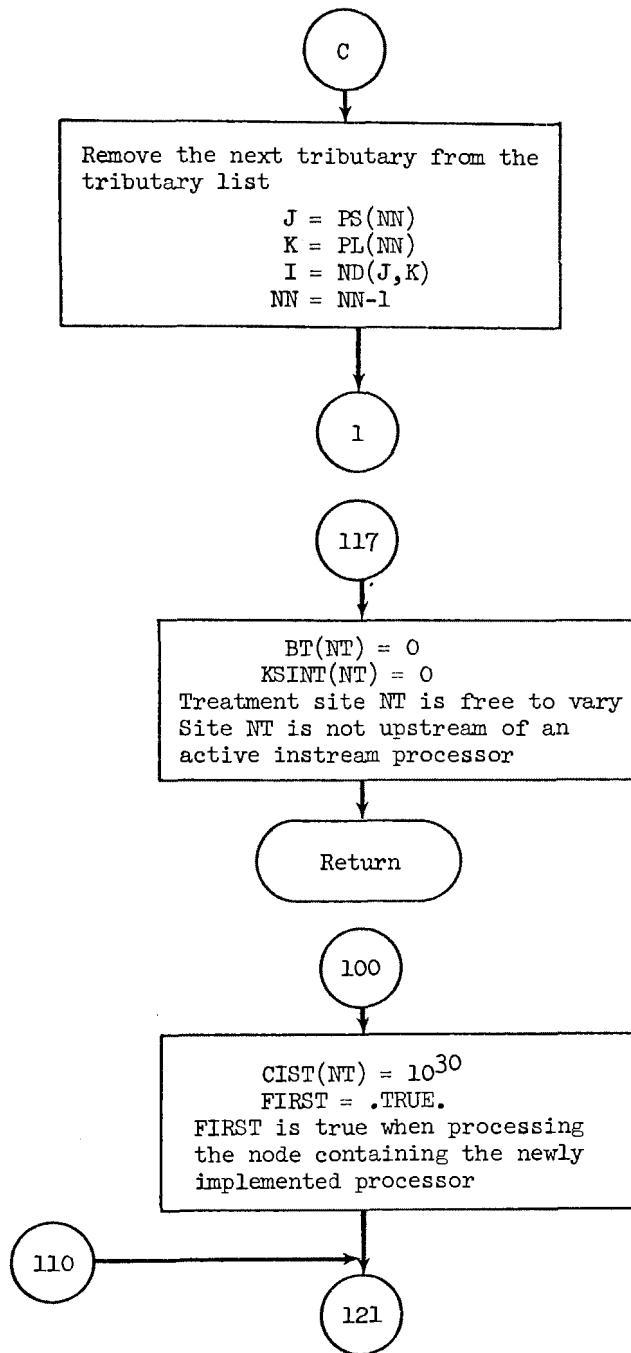 C
Remove the next tributary from the
tributary list
J = PS(NN)
K = PL(NN)
I = ND(J,K)
NN = NN-1
1
117
BT(NT) = 0
KSINT(NT) = 0
Treatment site NT is free to vary
Site NT is not upstream of an
active instream processor
Return
100
CIST(NT) = 10^30
FIRST = .TRUE.
FIRST is true when processing
the node containing the newly
implemented processor
110
121